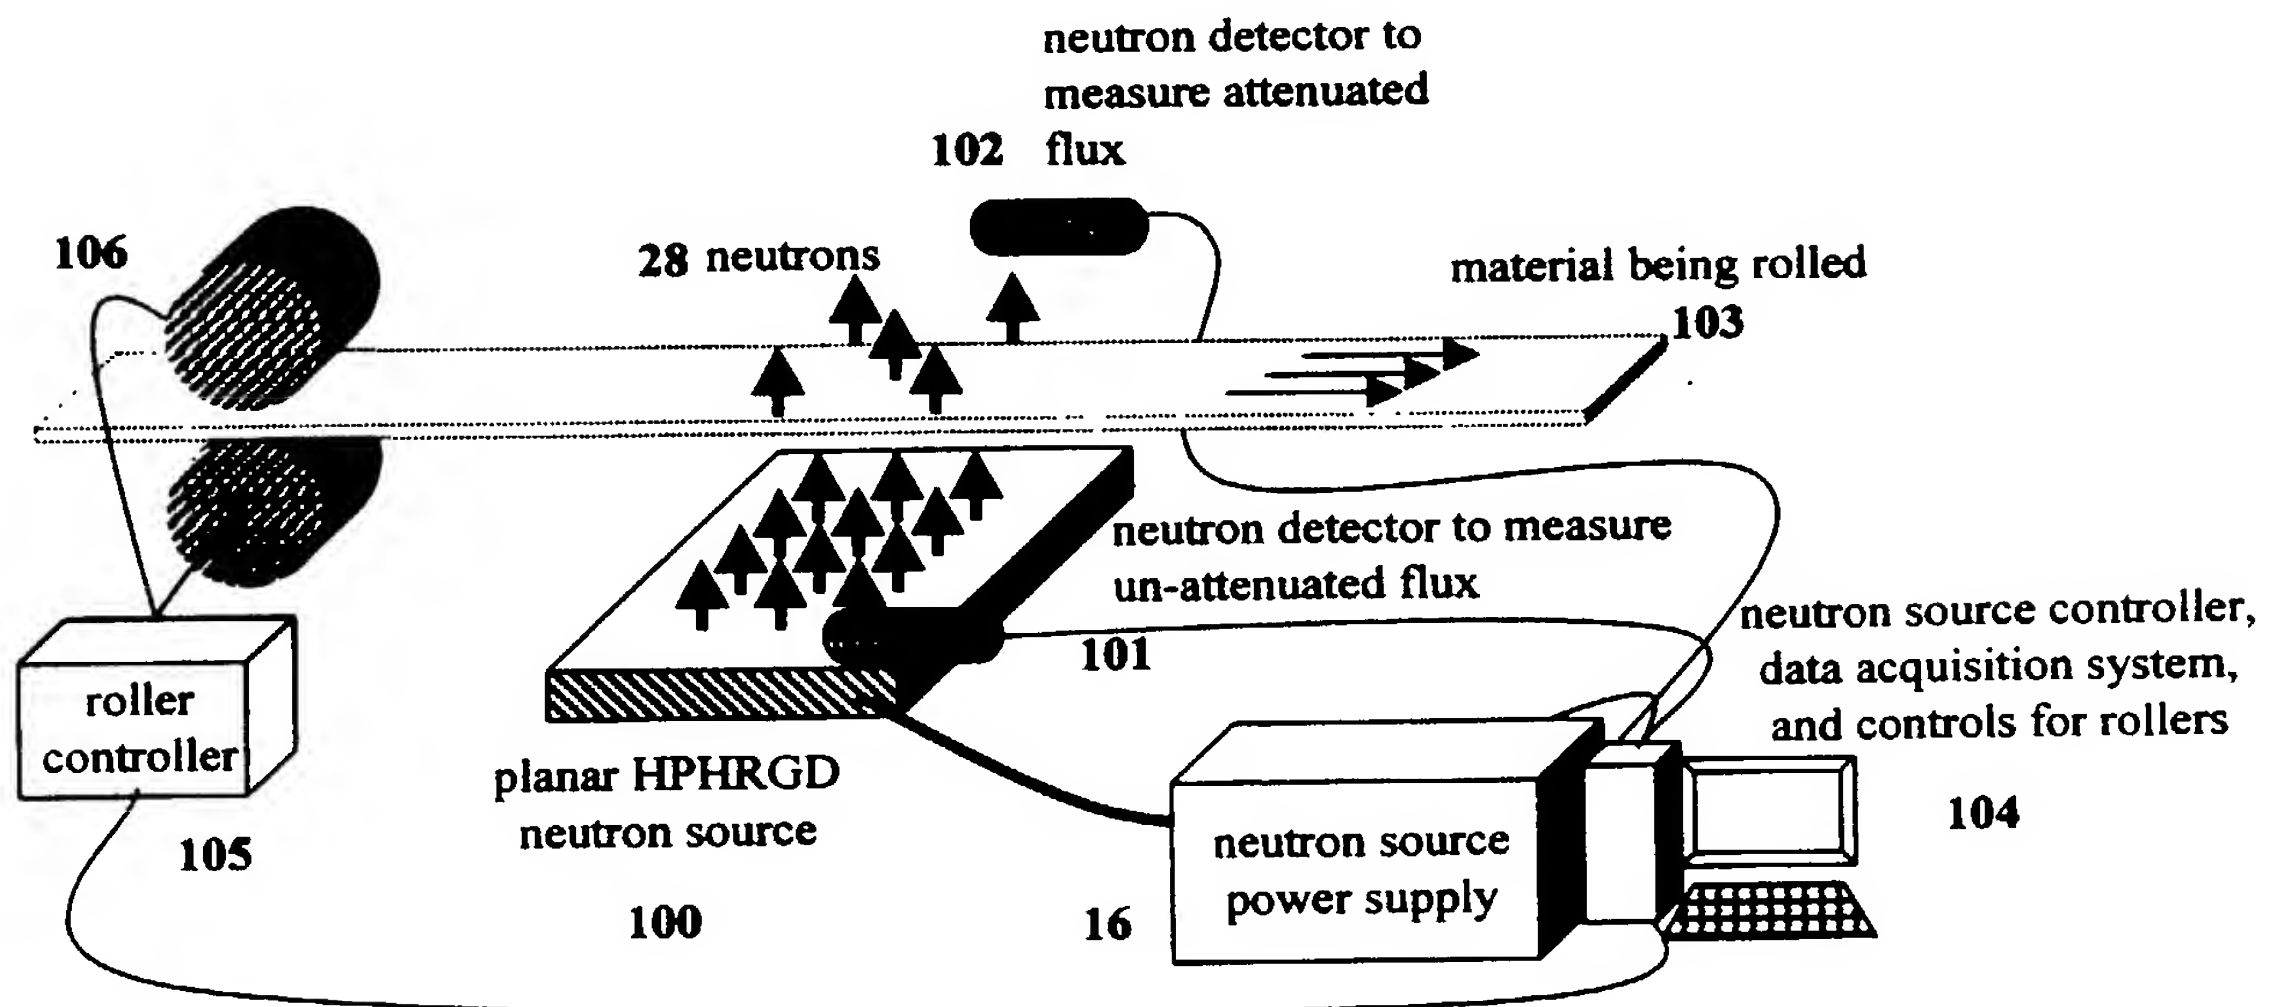 neutron detector to
measure attenuated
102 flux
106
28 neutrons
material being rolled
103
neutron detector to measure
un-attenuated flux
101
neutron source controller,
data acquisition system,
and controls for rollers
104
roller
controller
105
planar HPHRGD
neutron source
100
neutron source
power supply
16